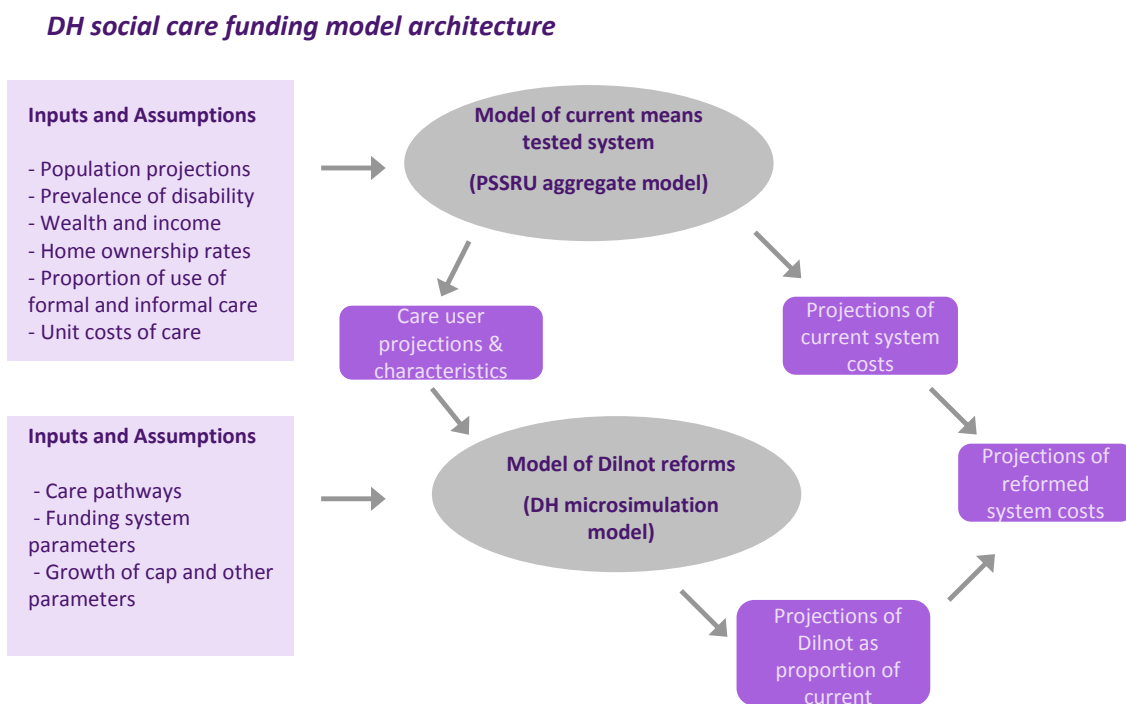 DH social care funding model architecture
Inputs and Assumptions
- Population projections
- Prevalence of disability
- Wealth and income
- Home ownership rates
- Proportion of use of
formal and informal care
- Unit costs of care
Model of current means
tested system
(PSSRU aggregate model)
Care user
projections &
characteristics
Projections of
current system
costs
Inputs and Assumptions
- Care pathways
- Funding system
parameters
- Growth of cap and other
parameters
Model of Dilnot reforms
(DH microsimulation
model)
Projections of
reformed
system costs
Projections of
Dilnot as
proportion of
current